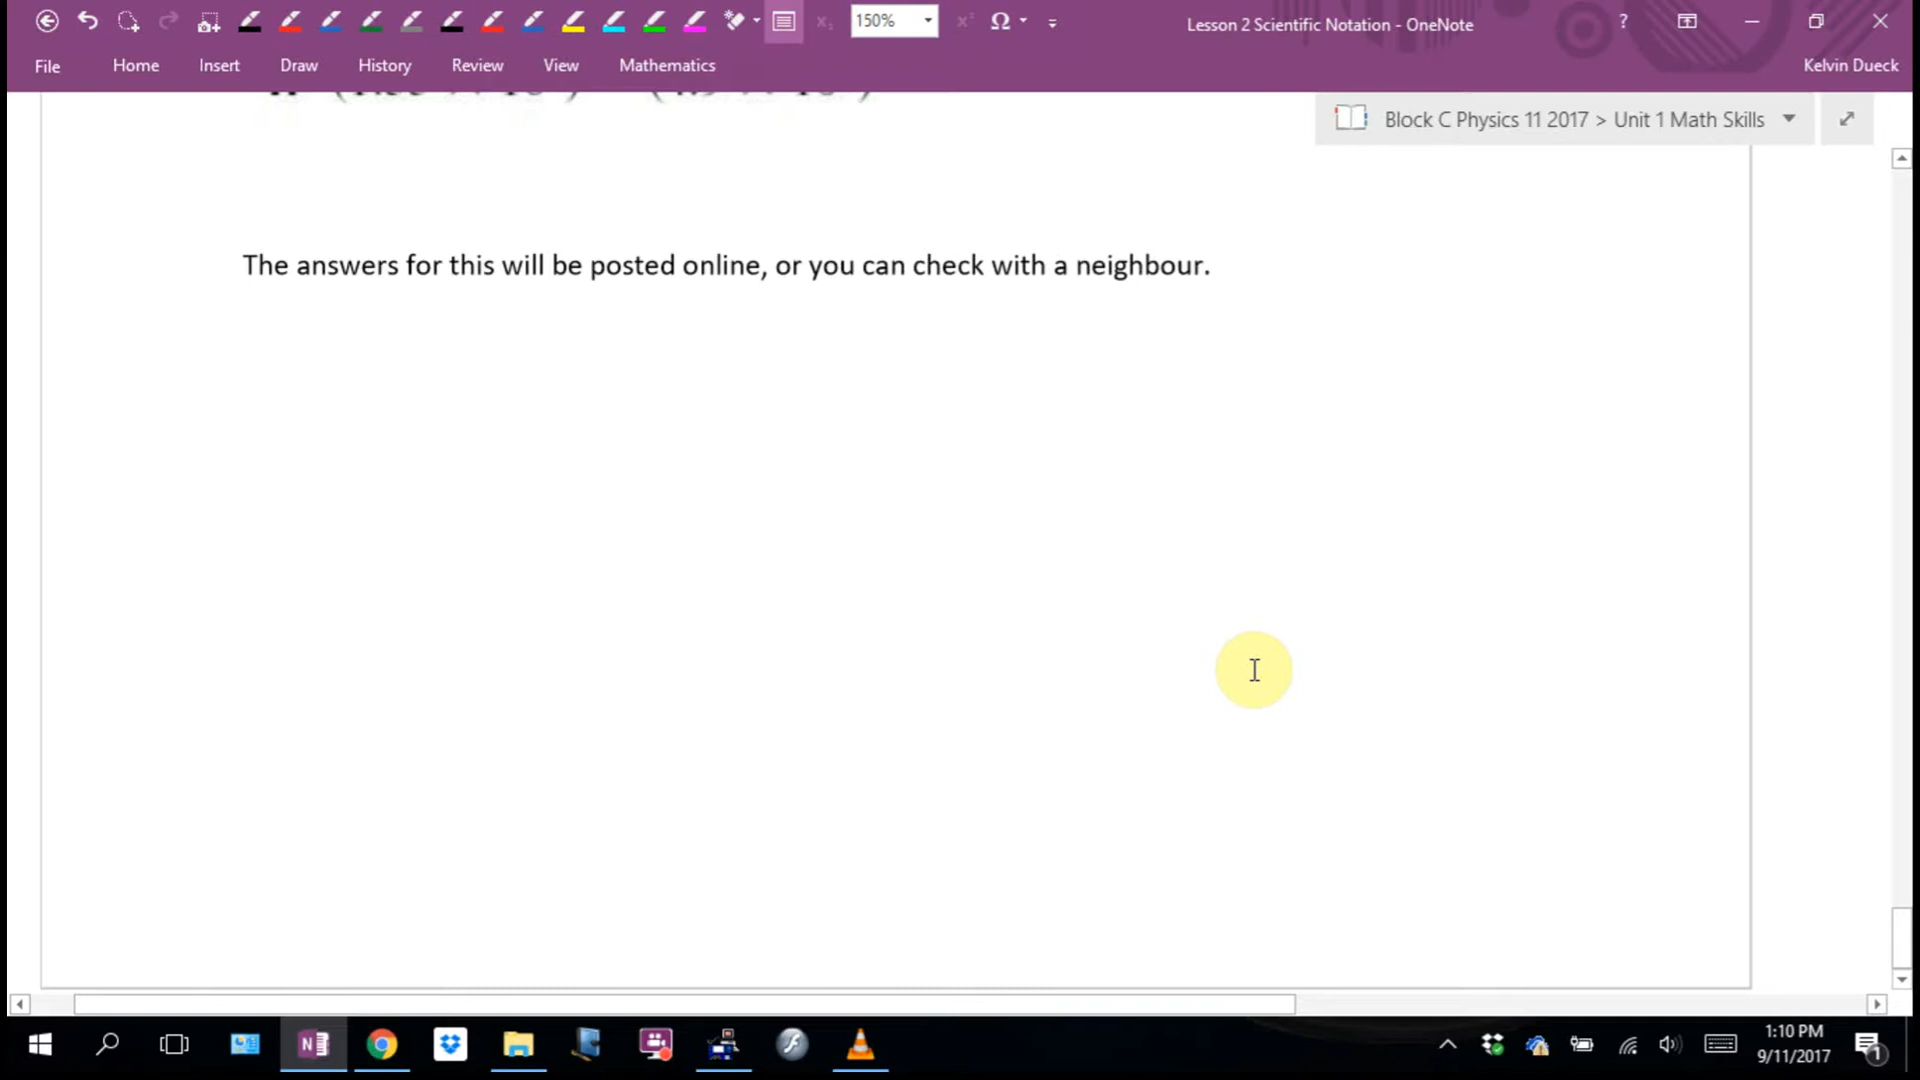 150%
Lesson 2 Scientific Notation - OneNote
?
File
Home
Insert
Draw
History
Review
View
Mathematics
Kelvin Dueck
Block C Physics 11 2017 > Unit 1 Math Skills
The answers for this will be posted online, or you can check with a neighbour.
1:10 PM
9/11/2017
1